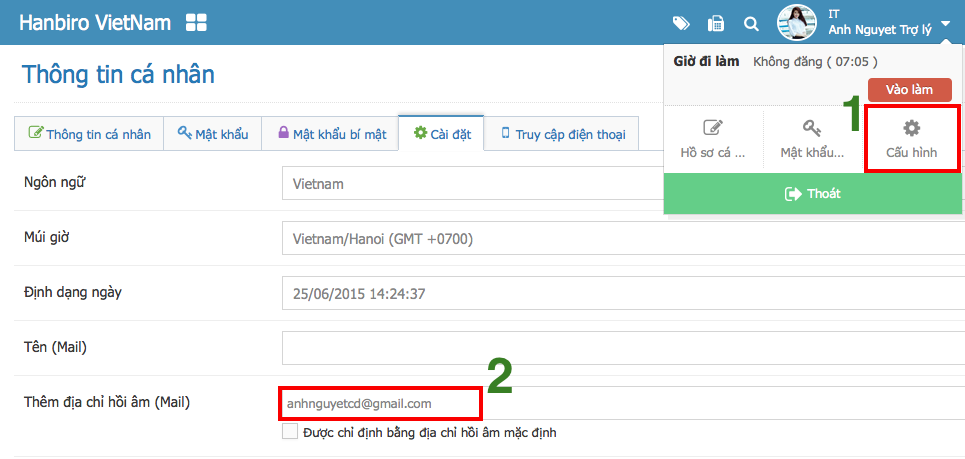 Hanbiro VietNam
IT
Anh Nguyet Trợ lý
Thông tin cá nhân
Giờ đi làm Không đăng ( 07:05 )
Vào làm
1
Hồ sơ cá ... Mật khẩu... Cấu hình
Thoát
Thông tin cá nhân Mật khẩu Mật khẩu bí mật Cài đặt Truy cập điện thoại
Ngôn ngữ Vietnam
Múi giờ Vietnam/Hanoi (GMT +0700)
Định dạng ngày 25/06/2015 14:24:37
Tên (Mail)
2
Thêm địa chỉ hồi âm (Mail) anhnguyetcd@gmail.com
Được chỉ định bằng địa chỉ hồi âm mặc định